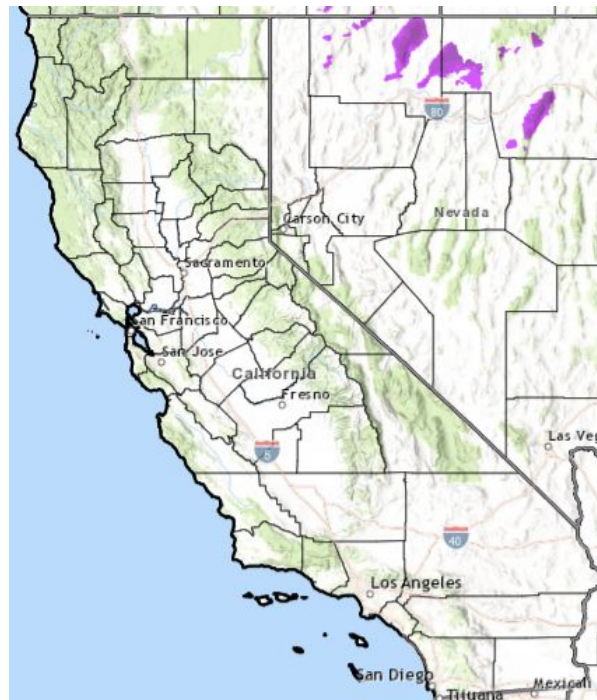 80
Carson City
Nevada
Sacramento
San Francisco
San Jose
California
Fresno
Las Veg
5
40
Los Angeles
San Diego
Mexicali
Tijuana